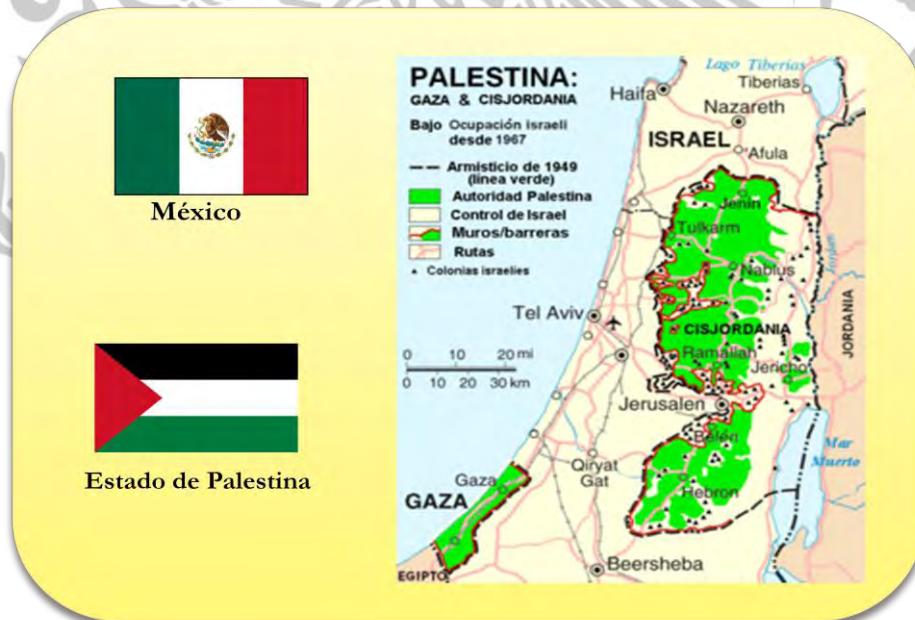 México
Estado de Palestina
PALESTINA:
GAZA & CISJORDANIA
Bajo Ocupación israeli
desde 1967
Armisticio de 1949
(línea verde)
Autoridad Palestina
Control de Israel
Muros/barreras
Rutas
Colonias israelies
Lago Tiberias
Tiberias
Haifa
Nazareth
ISRAEL
'Afula
Jenin
Tulkarm
Nablus
Jordan
Tel Aviv
CISJORDANIA
JORDANIA
Ramallah
Jericho
0 10 20 mi
0 10 20 30 km
Jerusalen
Belén
Mar
Muerto
Qiryat
Gat
Gaza
GAZA
Hebron
Beersheba
EGIPTO